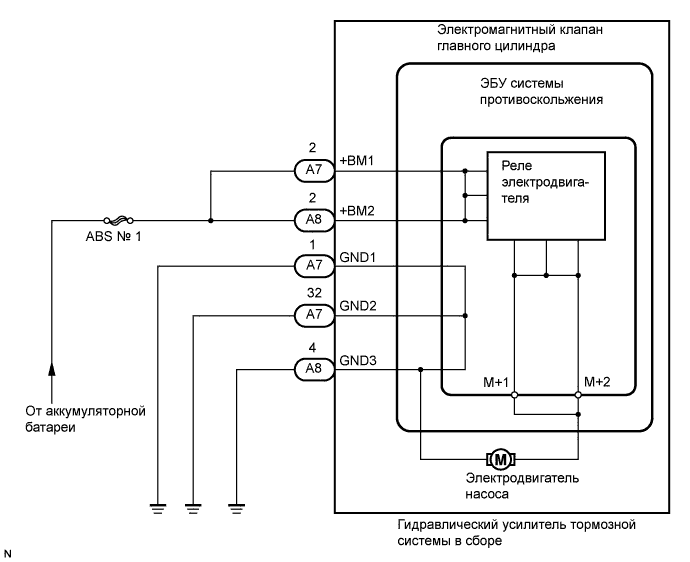 Электромагнитный клапан
главного цилиндра
ЭБУ системы
противоскольжения
2
A7
+BM1
Реле
электродвига-
теля
2
A8
+BM2
ABS № 1
1
A7
GND1
32
A7
GND2
4
A8
GND3
M+1
M+2
От аккумуляторной
батареи
M
Электродвигатель
насоса
Гидравлический усилитель тормозной
системы в сборе
N